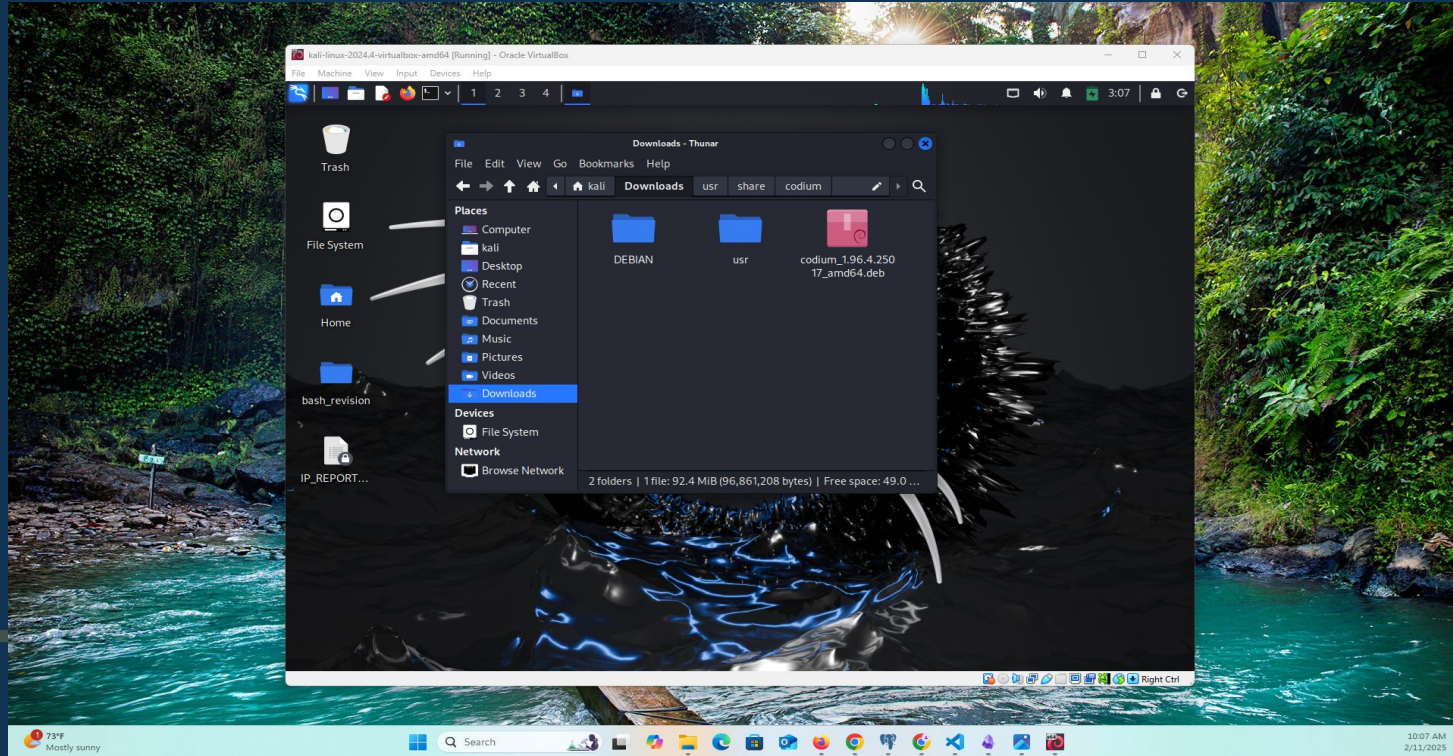 kali-linux-2024.4-virtualbox-amd64 [Running] - Oracle VirtualBox
File Machine View Input Devices Help
1 2 3 4
3:07
Trash
File System
Home
bash_revision
IP_REPORT...
Downloads - Thunar
File Edit View Go Bookmarks Help
kali Downloads usr share codium
Places
Computer
kali
Desktop
Recent
Trash
Documents
Music
Pictures
Videos
Downloads
Devices
File System
Network
Browse Network
DEBIAN
usr
codium_1.96.4.250
17_amd64.deb
2 folders | 1 file: 92.4 MiB (96,861,208 bytes) | Free space: 49.0 ...
Right Ctrl
1
73°F
Mostly sunny
Search
10:07 AM